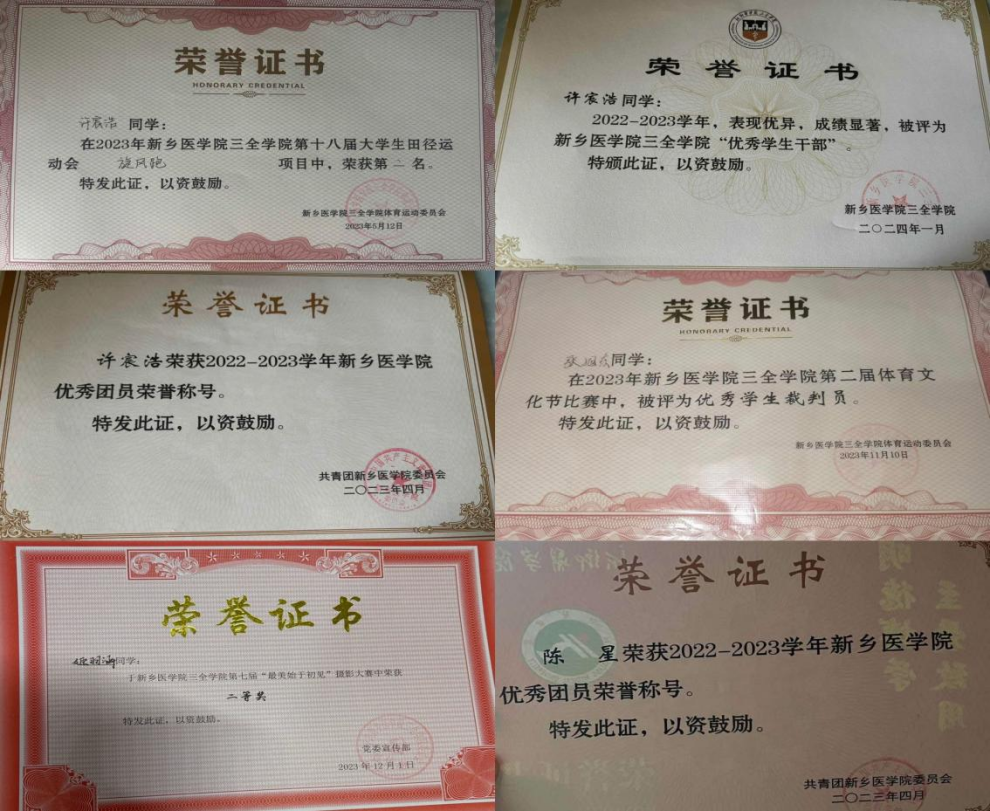 荣誉证书
HONORARY CREDENTIAL
许宸浩 同学：
在2023年新乡医学院三全学院第十八届大学生田径运
动会 旋风跑 项目中，荣获第二名。
特发此证，以资鼓励。
新乡医学院三全学院体育运动委员会
2023年5月12日
荣誉证书
许宸浩同学：
2022-2023学年，表现优异，成绩显著，被评为
新乡医学院三全学院“优秀学生干部”。
特颁此证，以资鼓励。
新乡医学院三全学院
二〇二四年一月
荣誉证书
许宸浩荣获2022-2023学年新乡医学院
优秀团员荣誉称号。
特发此证，以资鼓励。
共青团新乡医学院委员会
二〇二三年四月
荣誉证书
HONORARY CREDENTIAL
同学：
在2023年新乡医学院三全学院第二届体育文
化节比赛中，被评为优秀学生裁判员。
特发此证，以资鼓励。
新乡医学院三全学院体育运动委员会
2023年11月10日
荣誉证书
同学：
于新乡医学院三全学院第七届“最美始于初见”摄影大赛中荣获
二等奖
特发此证，以资鼓励。
党委宣传部
2023年12月1日
荣誉证书
陈 星荣获2022-2023学年新乡医学院
优秀团员荣誉称号。
特发此证，以资鼓励。
共青团新乡医学院委员会
二〇二三年四月